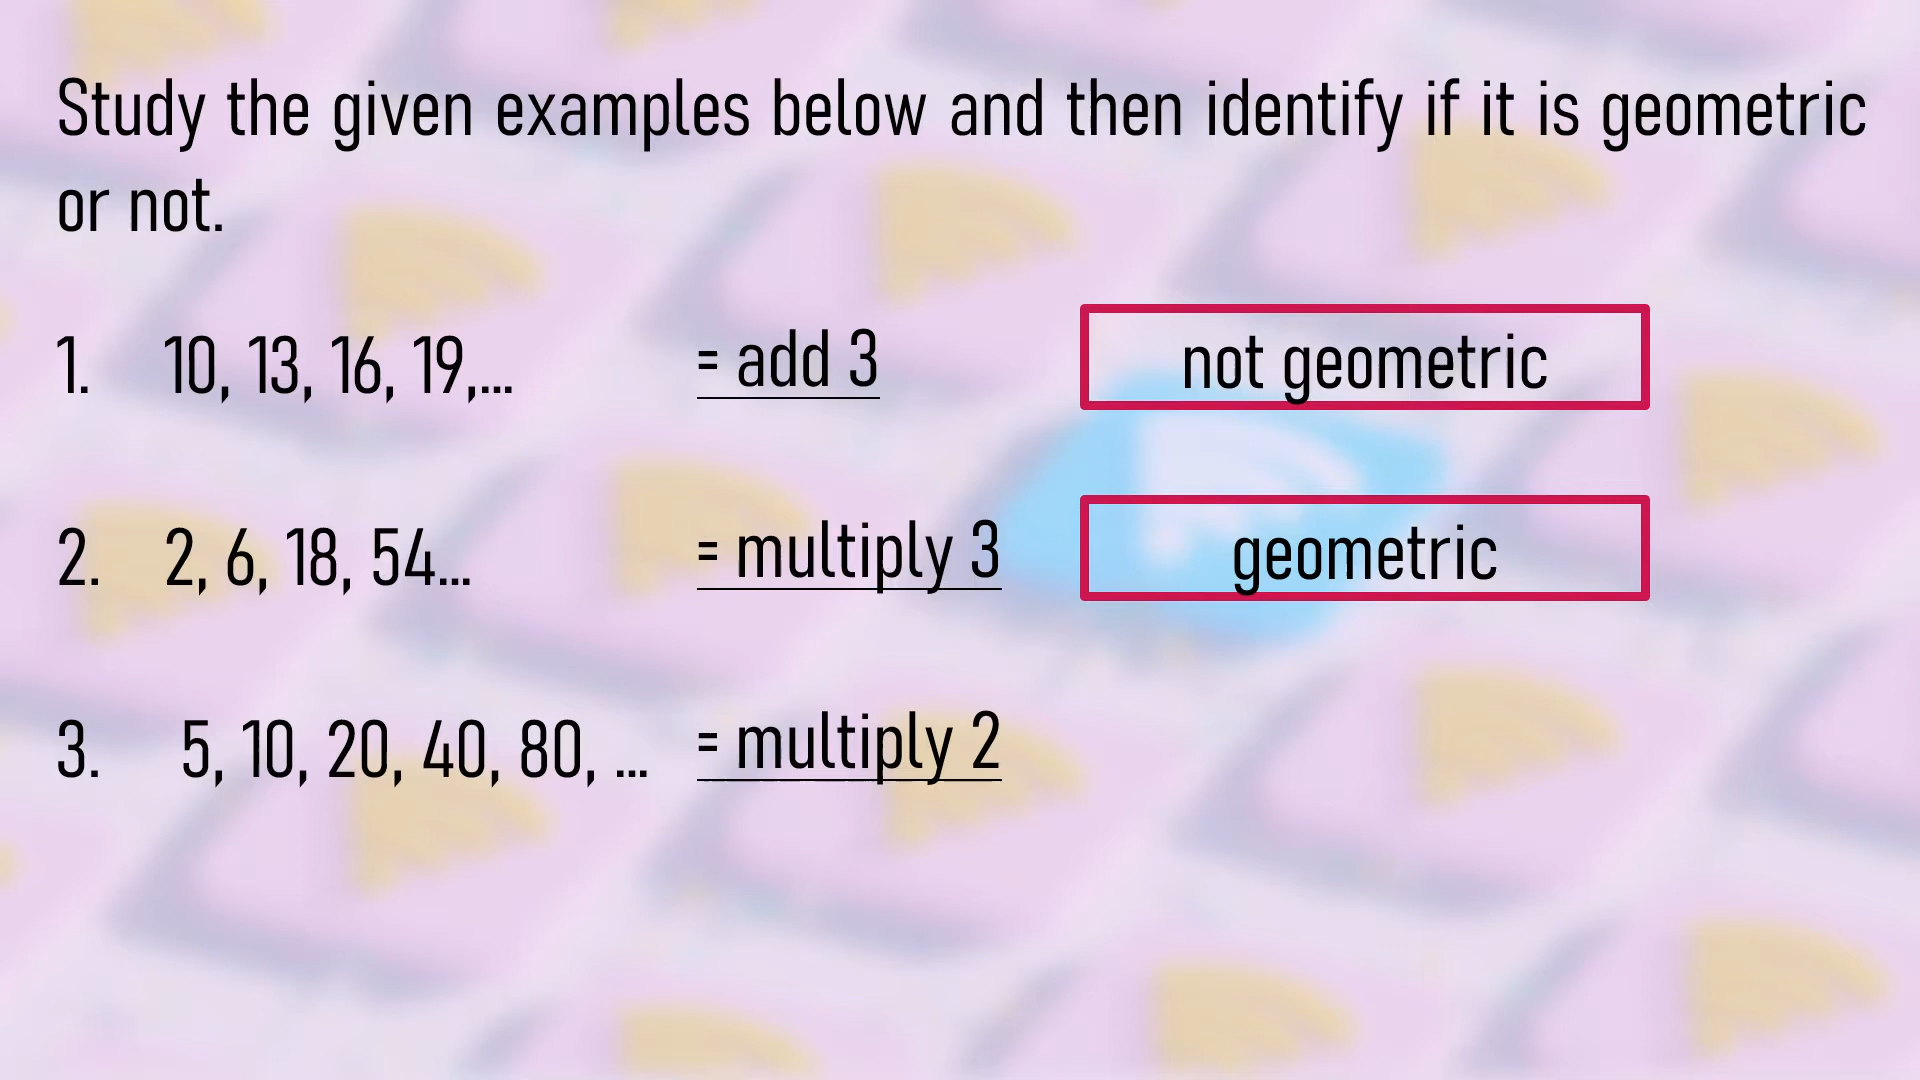 Study the given examples below and then identify if it is geometric
or not.
1. 10, 13, 16, 19,... = add 3 not geometric
2. 2, 6, 18, 54... = multiply 3 geometric
3. 5, 10, 20, 40, 80, ... = multiply 2